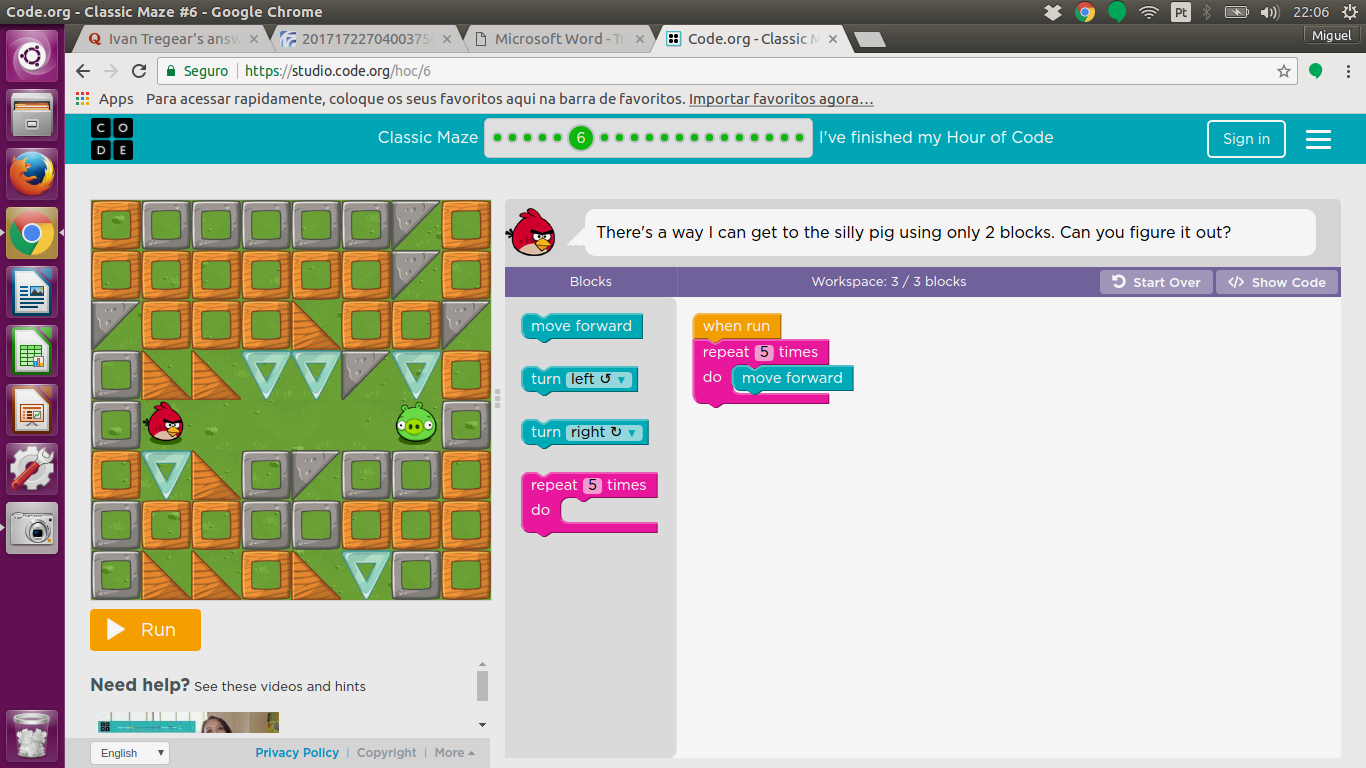 Code.org - Classic Maze #6 - Google Chrome
Pt
22:06
Ivan Tregear's answ
Microsoft Word - Tr
Code.org - Classic M
Miguel
Seguro
https://studio.code.org/hoc/6
Apps
Para acessar rapidamente, coloque os seus favoritos aqui na barra de favoritos. Importar favoritos agora...
C O
D E
Classic Maze
6
I've finished my Hour of Code
Sign in
There's a way I can get to the silly pig using only 2 blocks. Can you figure it out?
Blocks
Workspace: 3 / 3 blocks
Start Over
</> Show Code
move forward
turn left ↺ ▼
turn right ↻ ▼
repeat 5 times
do
when run
repeat 5 times
do move forward
Run
Need help? See these videos and hints
English
Privacy Policy | Copyright | More